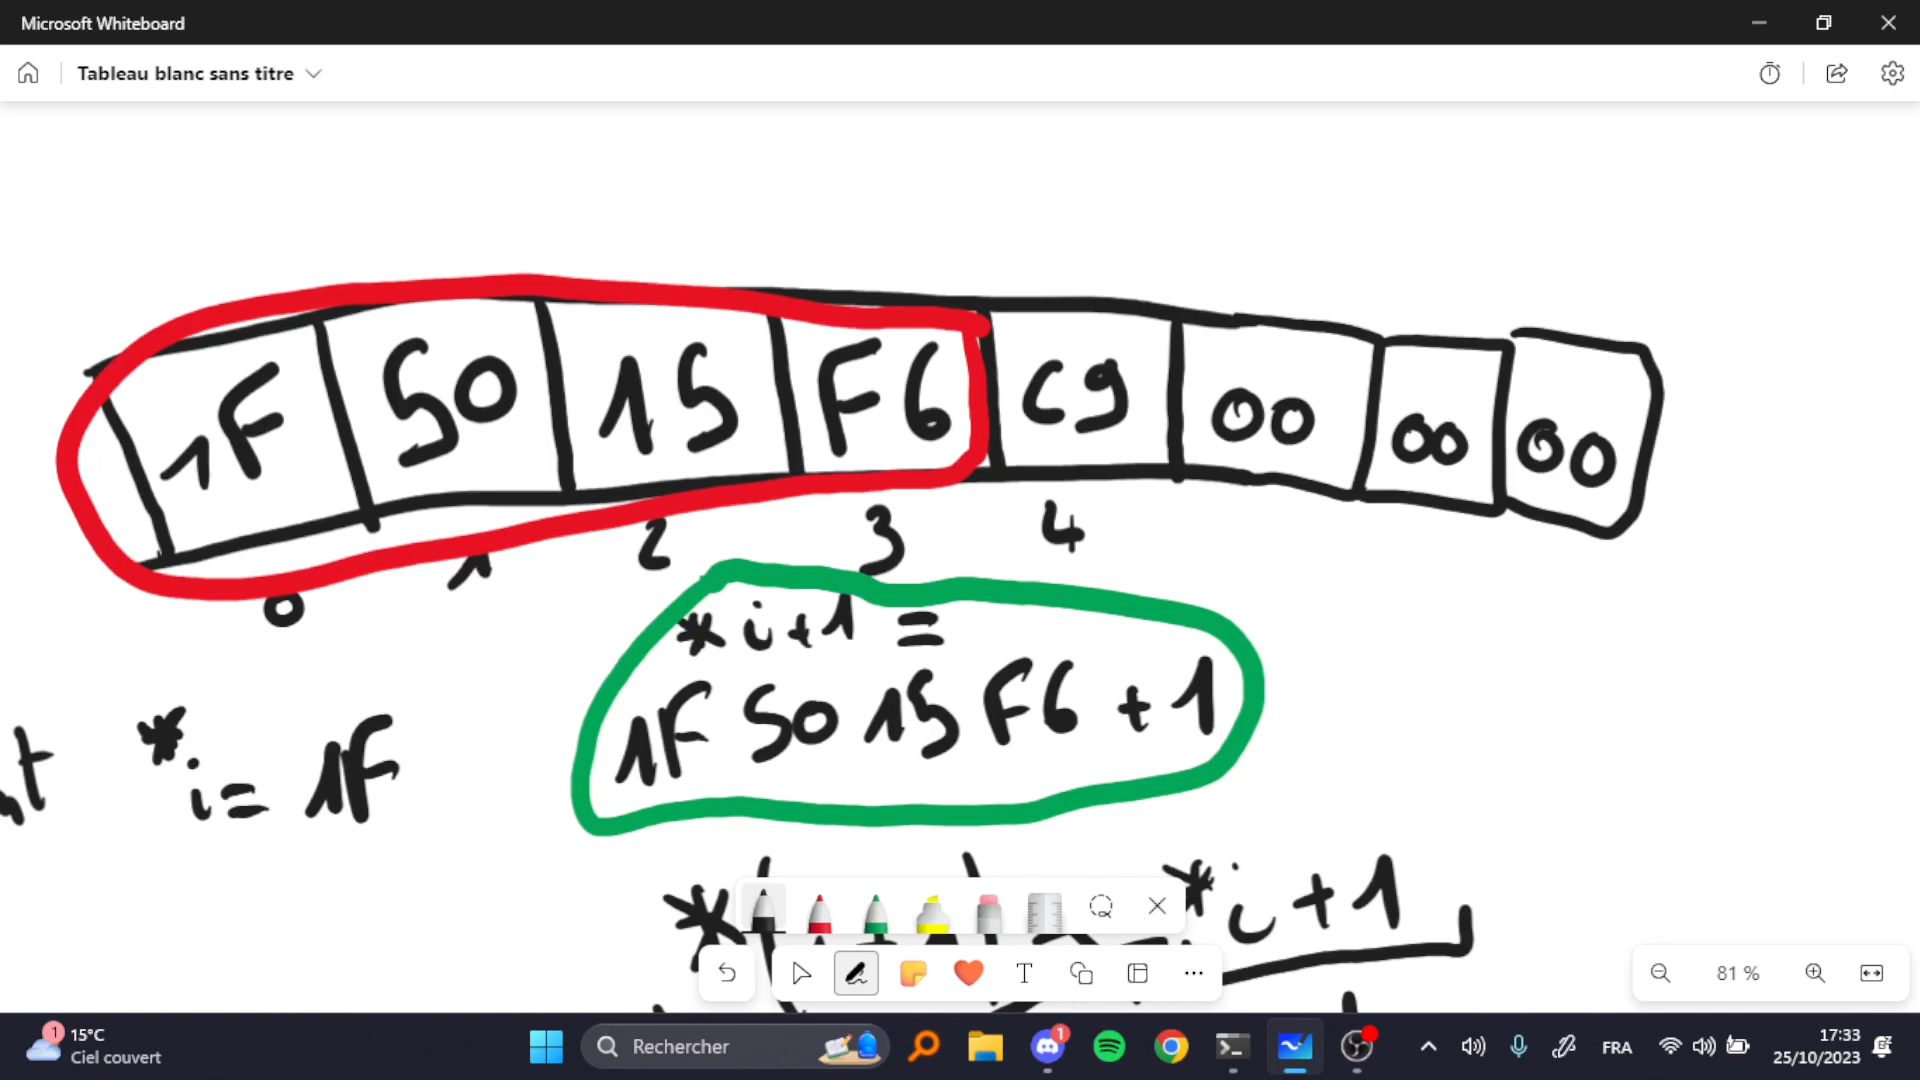 Microsoft Whiteboard
Tableau blanc sans titre
1F 50 15 F6 C9 00 00 00
0 1 2 3 4
*i+1 =
1F 50 15 F6 + 1
*i = 1F
*i+1
81 %
1
15°C
Ciel couvert
Rechercher
1
FRA
17:33
25/10/2023